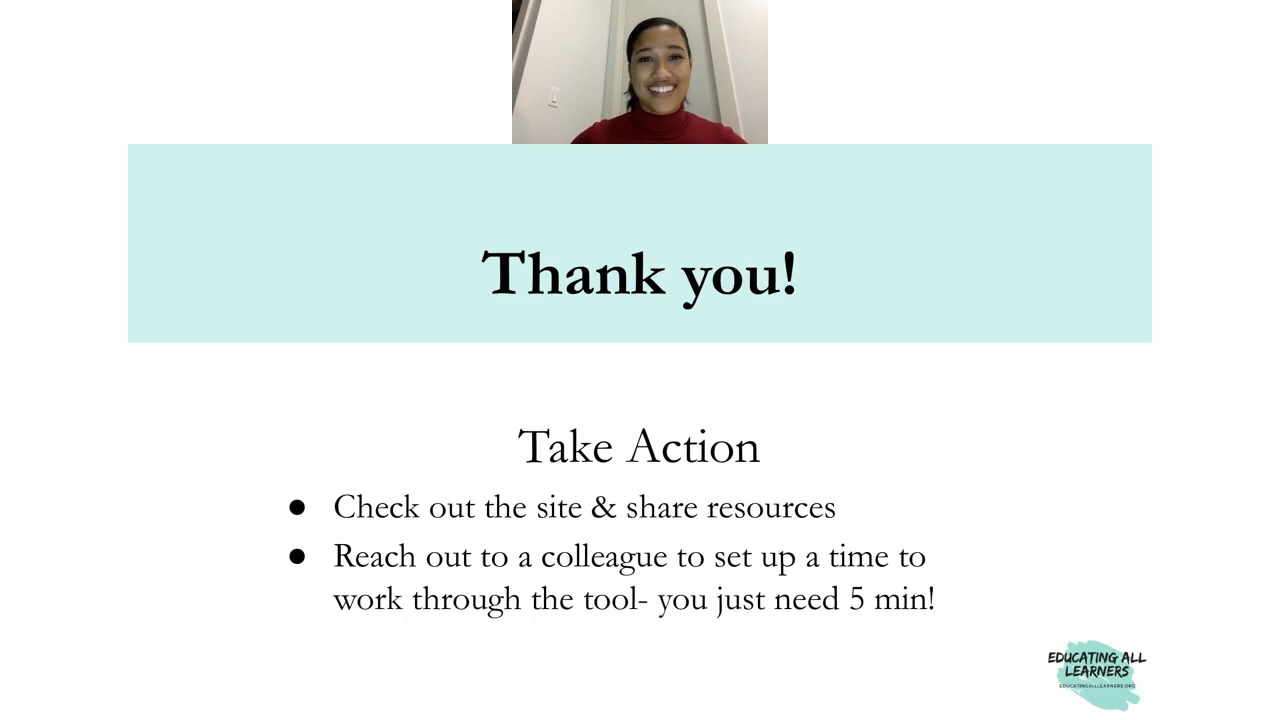 Thank you!
Take Action
● Check out the site & share resources
● Reach out to a colleague to set up a time to
work through the tool- you just need 5 min!
EDUCATING ALL
LEARNERS
EDUCATINGALLLEARNERS.ORG